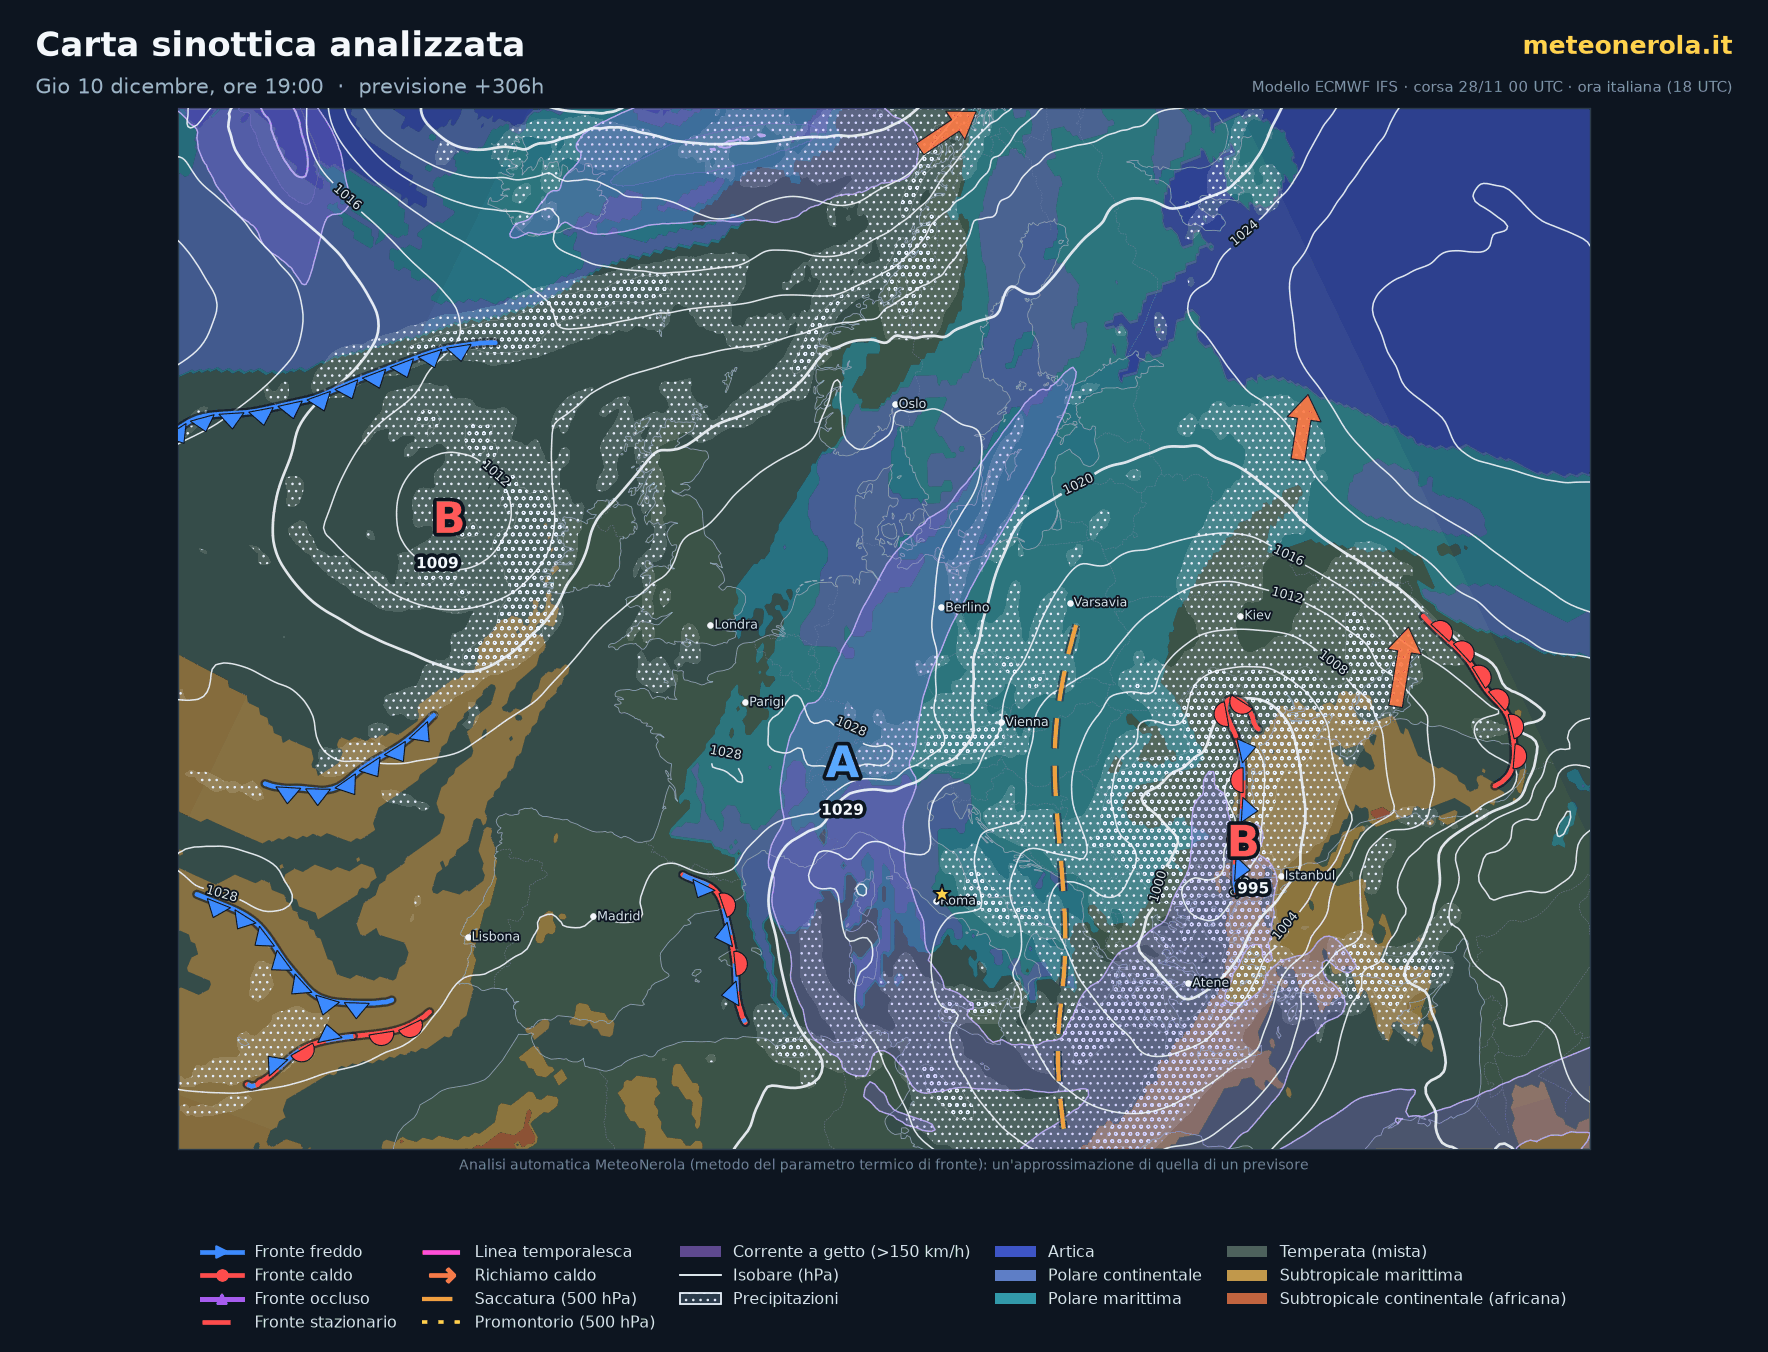 Carta sinottica analizzata
meteonerola.it
Gio 10 dicembre, ore 19:00 · previsione +306h
Modello ECMWF IFS · corsa 28/11 00 UTC · ora italiana (18 UTC)
1016
1024
Oslo
1012
B
1020
1009
1016
1012
Berlino
Varsavia
Kiev
Londra
1008
Parigi
Vienna
1028
1028
A
1029
B
Istanbul
1000
995
1028
Roma
Madrid
1004
Lisbona
Atene
Analisi automatica MeteoNerola (metodo del parametro termico di fronte): un'approssimazione di quella di un previsore
Fronte freddo
Linea temporalesca
Corrente a getto (>150 km/h)
Artica
Temperata (mista)
Fronte caldo
Richiamo caldo
Isobare (hPa)
Polare continentale
Subtropicale marittima
Fronte occluso
Saccatura (500 hPa)
Precipitazioni
Polare marittima
Subtropicale continentale (africana)
Fronte stazionario
Promontorio (500 hPa)